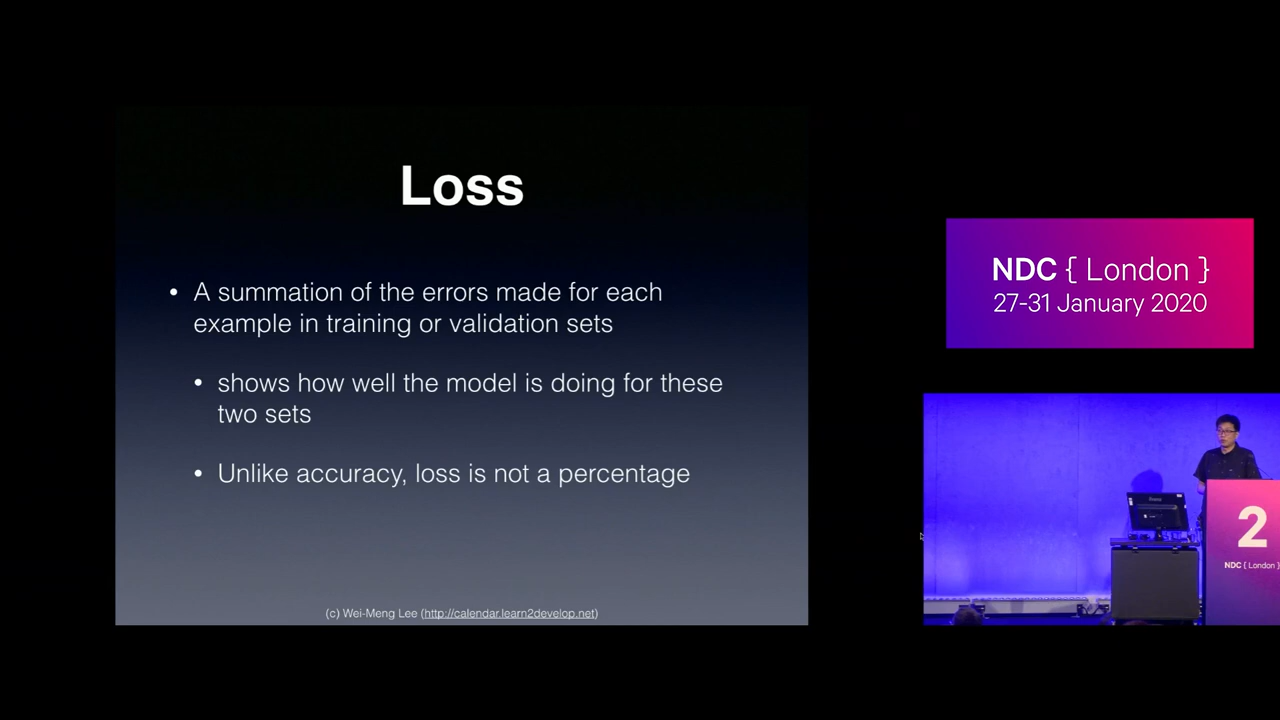 Loss
• A summation of the errors made for each
example in training or validation sets
• shows how well the model is doing for these
two sets
• Unlike accuracy, loss is not a percentage
(c) Wei-Meng Lee (http://calendar.learn2develop.net)
NDC { London }
27-31 January 2020
2
NDC { London }